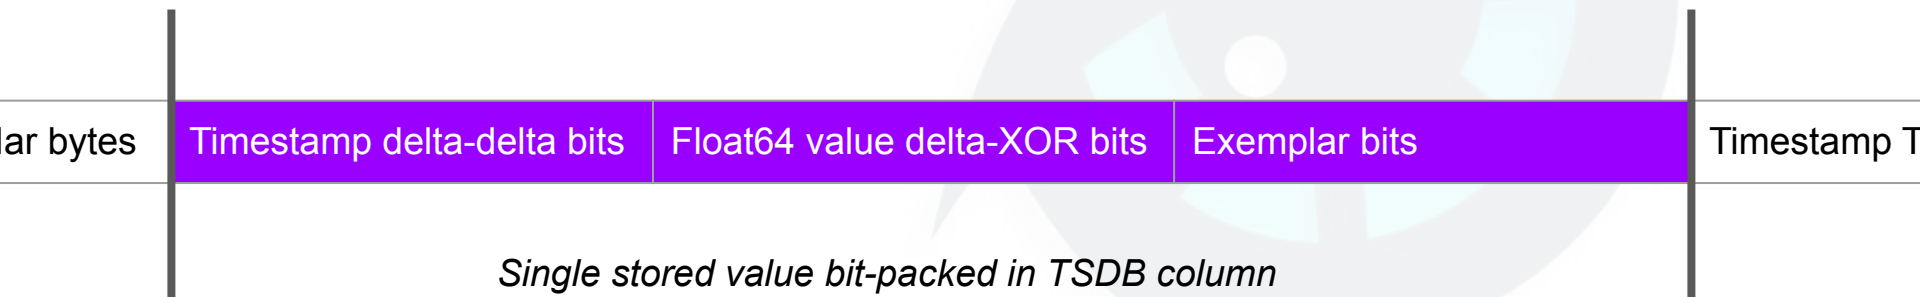 lar bytes Timestamp delta-delta bits Float64 value delta-XOR bits Exemplar bits Timestamp T
Single stored value bit-packed in TSDB column